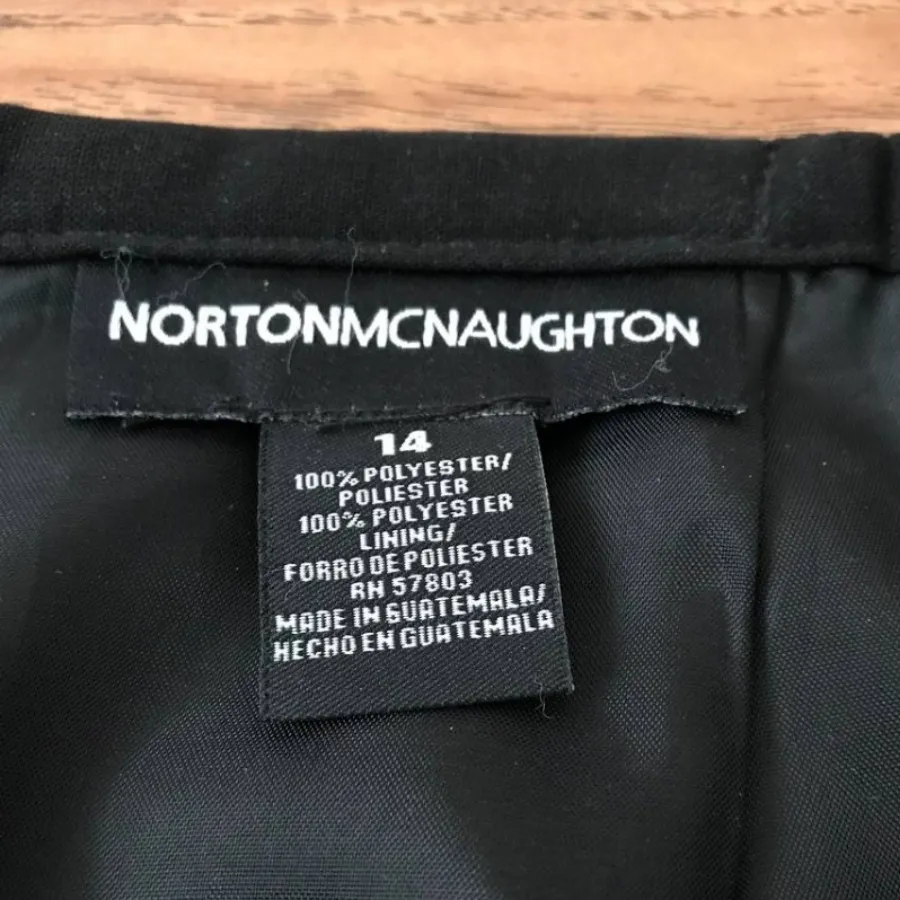 NORTONMCNAUGHTON
14
100% POLYESTER/
POLIESTER
100% POLYESTER
LINING/
FORRO DE POLIESTER
RN 57803
MADE IN GUATEMALA/
HECHO EN GUATEMALA